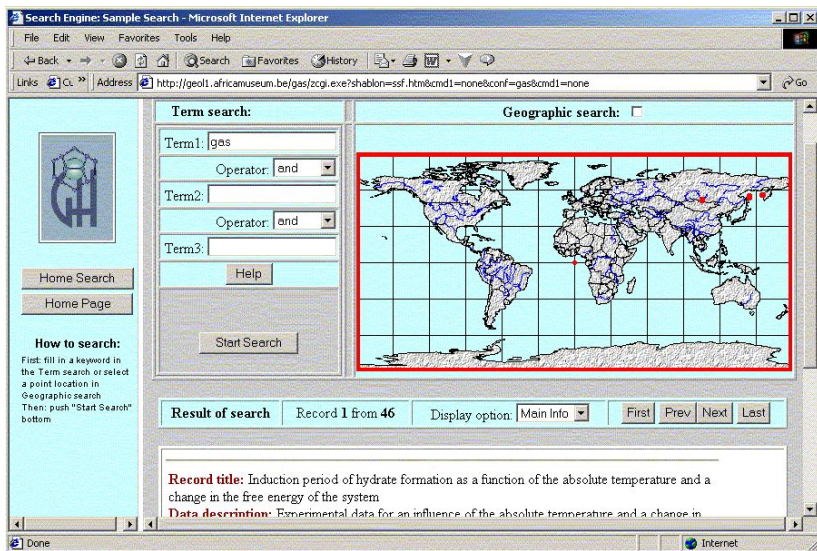 Search Engine: Sample Search - Microsoft Internet Explorer
File Edit View Favorites Tools Help
Back Search Favorites History
Links Address http://geol1.africamuseum.be/gas/zcgi.exe?shablon=ssf.htm&cmd1=none&conf=gas&cmd1=none Go
Term search:
Geographic search:
Term1: gas
Operator: and
Term2:
Operator: and
Term3:
Help
Start Search
GH
Home Search
Home Page
How to search:
First: fill in a keyword in
the Term search or select
a point location in
Geographic search
Then: push "Start Search"
bottom
Result of search Record 1 from 46 Display option: Main Info First Prev Next Last
Record title: Induction period of hydrate formation as a function of the absolute temperature and a
change in the free energy of the system
Data description: Experimental data for an influence of the absolute temperature and a change in
Done Internet